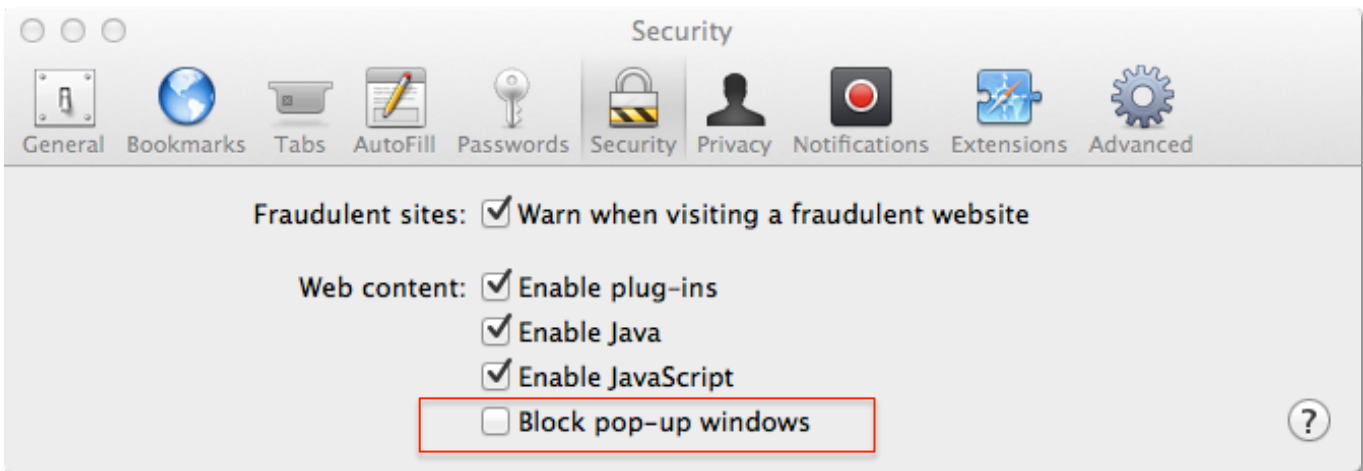 Security
General Bookmarks Tabs AutoFill Passwords Security Privacy Notifications Extensions Advanced
Fraudulent sites: Warn when visiting a fraudulent website
Web content: Enable plug-ins
Enable Java
Enable JavaScript
Block pop-up windows
?